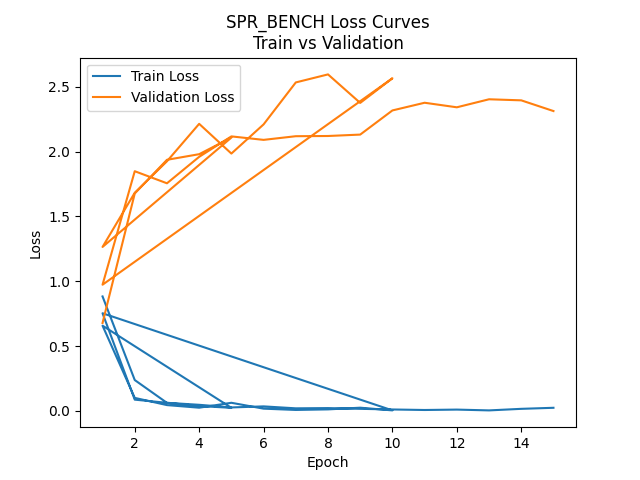 SPR_BENCH Loss Curves
Train vs Validation
Train Loss
Validation Loss
Loss
2.5
2.0
1.5
1.0
0.5
0.0
2 4 6 8 10 12 14
Epoch